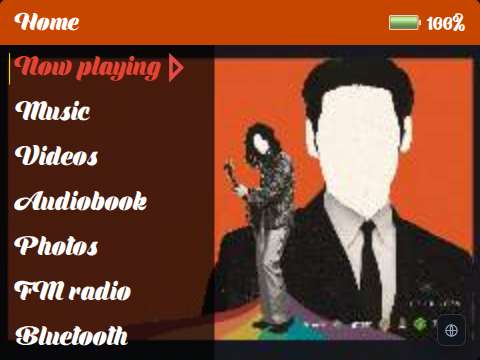 Home
100%
Now playing
Music
Videos
Audiobook
Photos
FM radio
Bluetooth